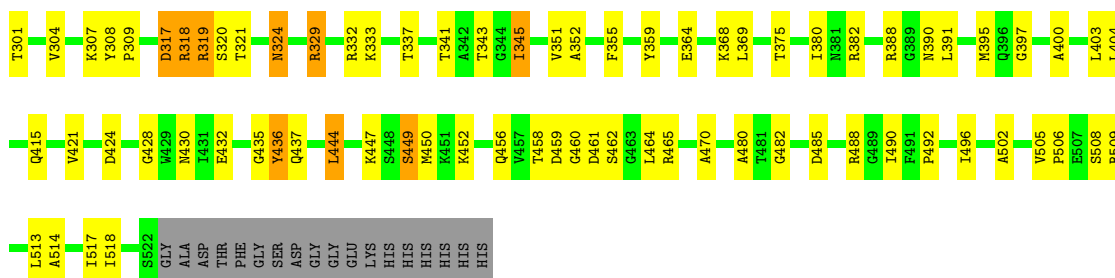 T301 V304 K307 Y308 P309 D317 R318 R319 S320 T321 N324 R329 R332 K333 T337 T341 A342 T343 G344 I345 V351 A352 F355 Y359 E364 K368 L369 T375 I380 N381 R382 R388 G389 N390 L391 M395 Q396 G397 A400 L403 L404
Q415 V421 D424 G428 W429 N430 I431 E432 G435 Y436 Q437 L444 K447 S448 S449 M450 K451 K452 Q456 V457 T458 D459 G460 D461 S462 G463 L464 R465 A470 A480 T481 G482 D485 R488 G489 I490 F491 P492 I496 A502 V505 P506 E507 S508
L513 A514 I517 I518 S522 GLY ALA ASP THR PHE GLY SER ASP GLY GLY GLU LYS HIS HIS HIS HIS HIS HIS